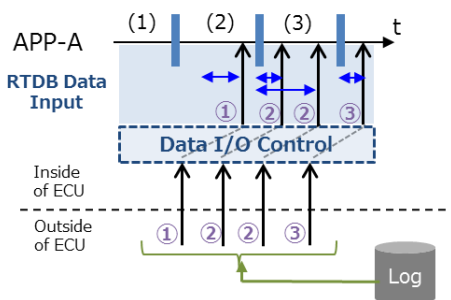 (1) (2) (3) t
APP-A
RTDB Data
Input
① ② ② ③
Data I/O Control
Inside
of ECU
Outside
of ECU
① ② ② ③
Log